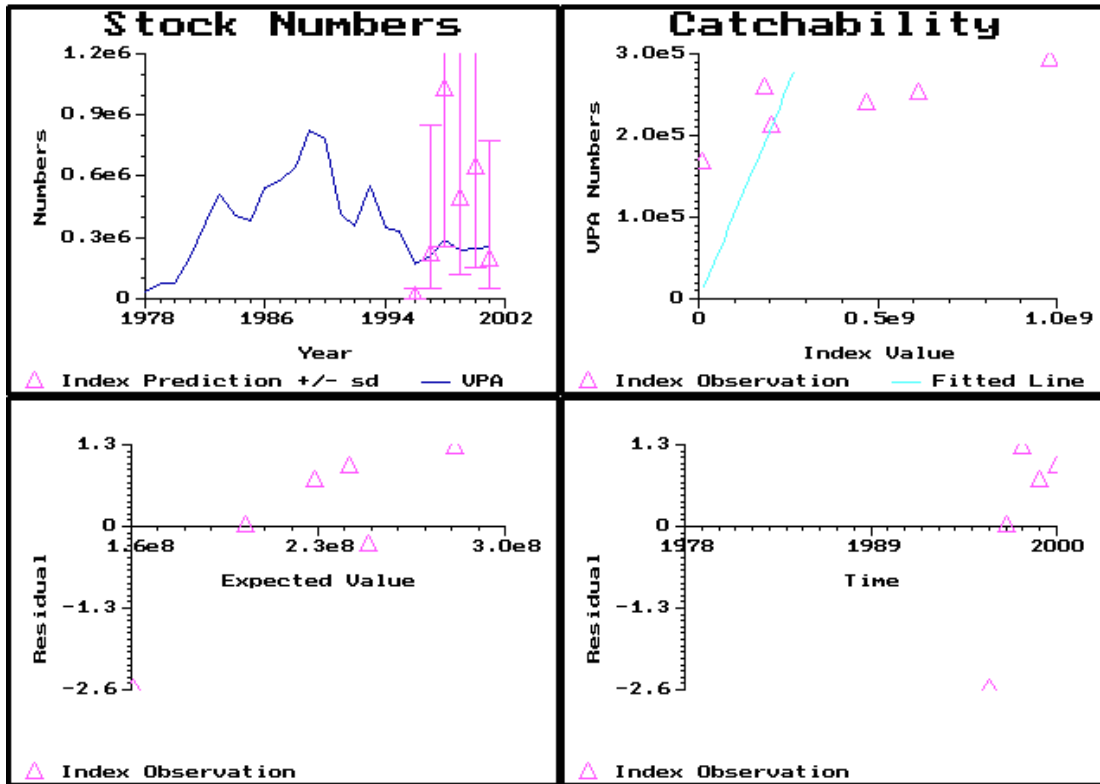 Stock Numbers
1.2e6
0.9e6
0.6e6
0.3e6
0
Numbers
1978 1986 1994 2002
Year
Index Prediction +/- sd VPA
Catchability
3.0e5
2.0e5
1.0e5
0
VPA Numbers
0 0.5e9 1.0e9
Index Value
Index Observation Fitted Line
1.3
0
-1.3
-2.6
Residual
1.6e8 2.3e8 3.0e8
Expected Value
Index Observation
1.3
0
-1.3
-2.6
Residual
1978 1989 2000
Time
Index Observation